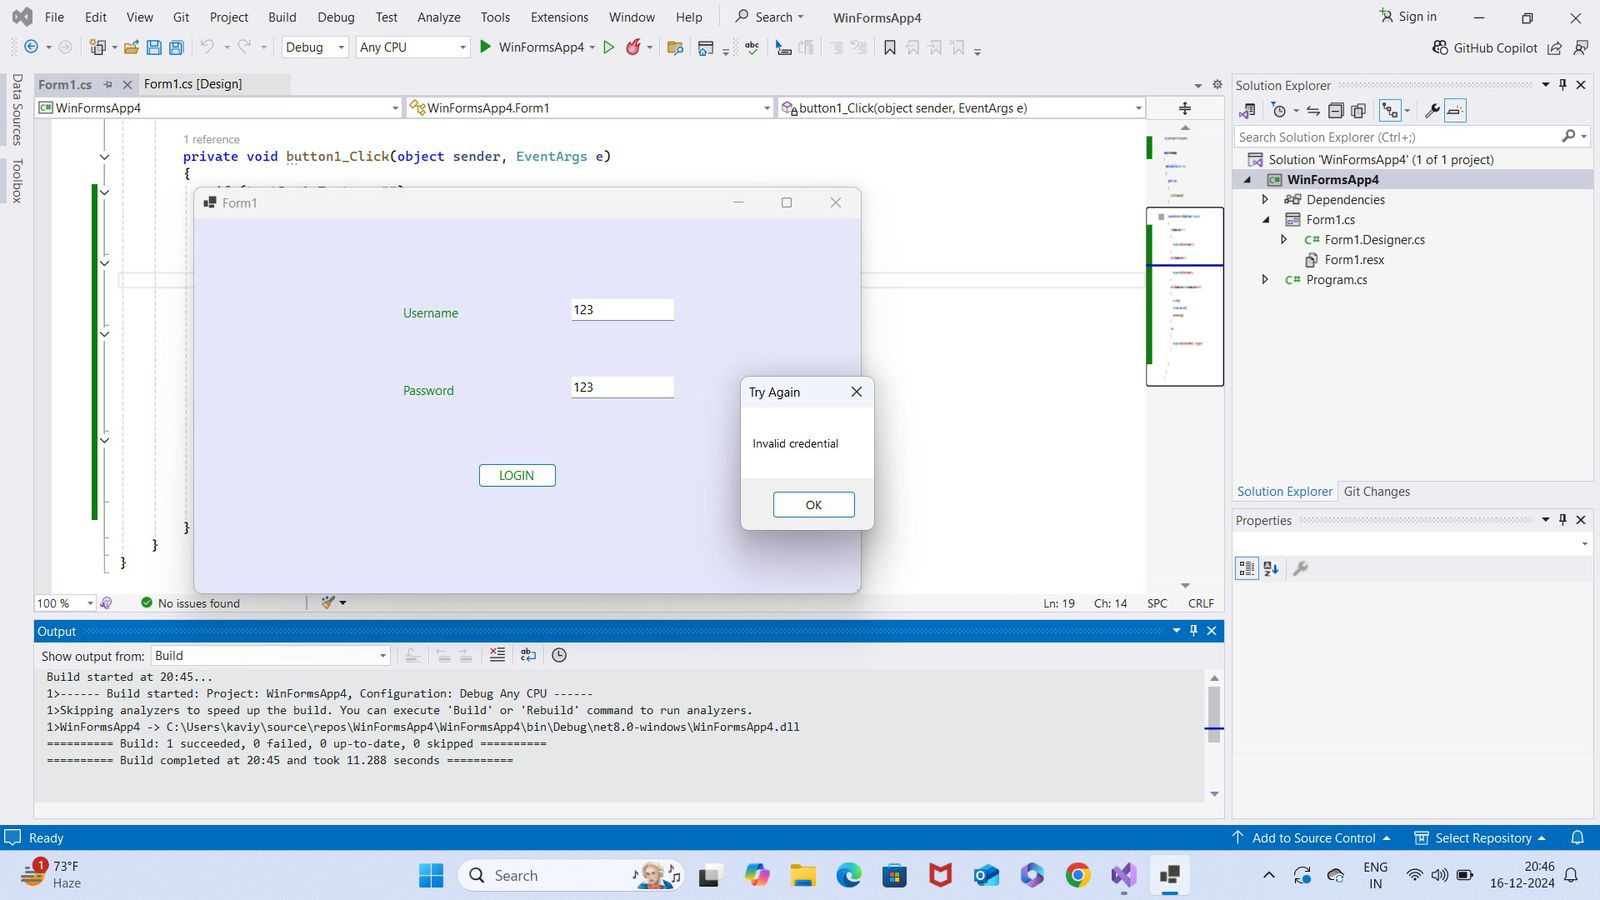 File Edit View Git Project Build Debug Test Analyze Tools Extensions Window Help Search WinFormsApp4 Sign in
Debug Any CPU WinFormsApp4 GitHub Copilot
Data Sources
Toolbox
Form1.cs Form1.cs [Design]
WinFormsApp4 WinFormsApp4.Form1 button1_Click(object sender, EventArgs e)
1 reference
private void button1_Click(object sender, EventArgs e)
{
Form1
Username 123
Password 123
LOGIN
Try Again
Invalid credential
OK
}
}
}
100 % No issues found Ln: 19 Ch: 14 SPC CRLF
Solution Explorer
Search Solution Explorer (Ctrl+;)
Solution 'WinFormsApp4' (1 of 1 project)
WinFormsApp4
Dependencies
Form1.cs
C# Form1.Designer.cs
Form1.resx
C# Program.cs
Solution Explorer Git Changes
Properties
Output
Show output from: Build
Build started at 20:45...
1>------ Build started: Project: WinFormsApp4, Configuration: Debug Any CPU ------
1>Skipping analyzers to speed up the build. You can execute 'Build' or 'Rebuild' command to run analyzers.
1>WinFormsApp4 -> C:\Users\kaviy\source\repos\WinFormsApp4\WinFormsApp4\bin\Debug\net8.0-windows\WinFormsApp4.dll
========== Build: 1 succeeded, 0 failed, 0 up-to-date, 0 skipped ==========
========== Build completed at 20:45 and took 11.288 seconds ==========
Ready Add to Source Control Select Repository
1
73°F
Haze
Search
ENG
IN
20:46
16-12-2024